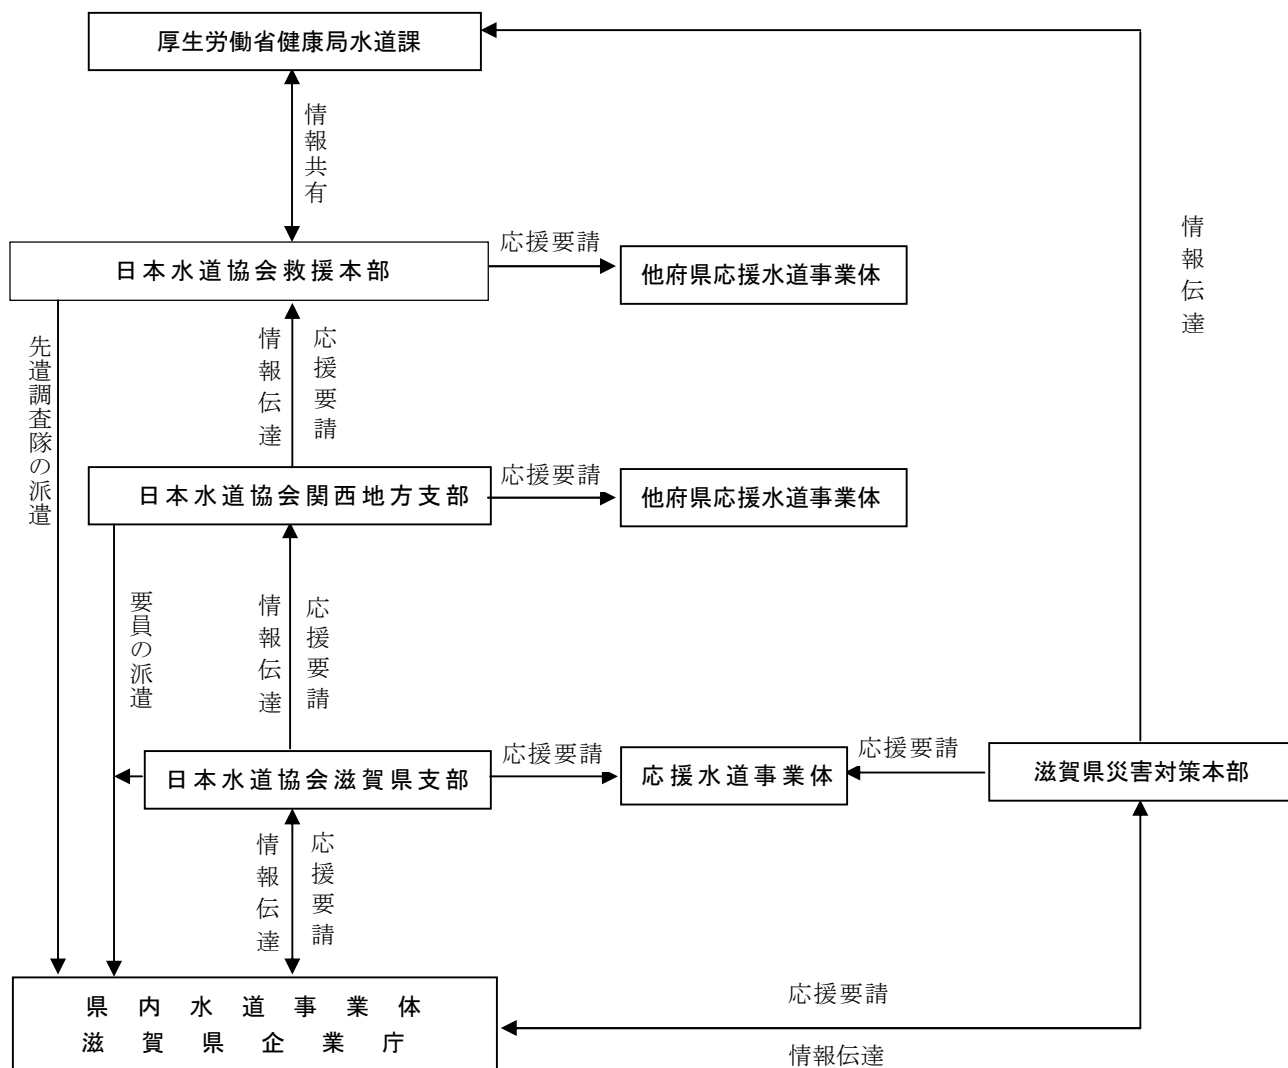 厚生労働省健康局水道課
情報共有
情報伝達
日本水道協会救援本部
応援要請
他府県応援水道事業体
先遣調査隊の派遣
情報伝達
応援要請
日本水道協会関西地方支部
応援要請
他府県応援水道事業体
要員の派遣
情報伝達
応援要請
日本水道協会滋賀県支部
応援要請
応援水道事業体
応援要請
滋賀県災害対策本部
情報伝達
応援要請
県内水道事業体
滋賀県企業庁
応援要請
情報伝達